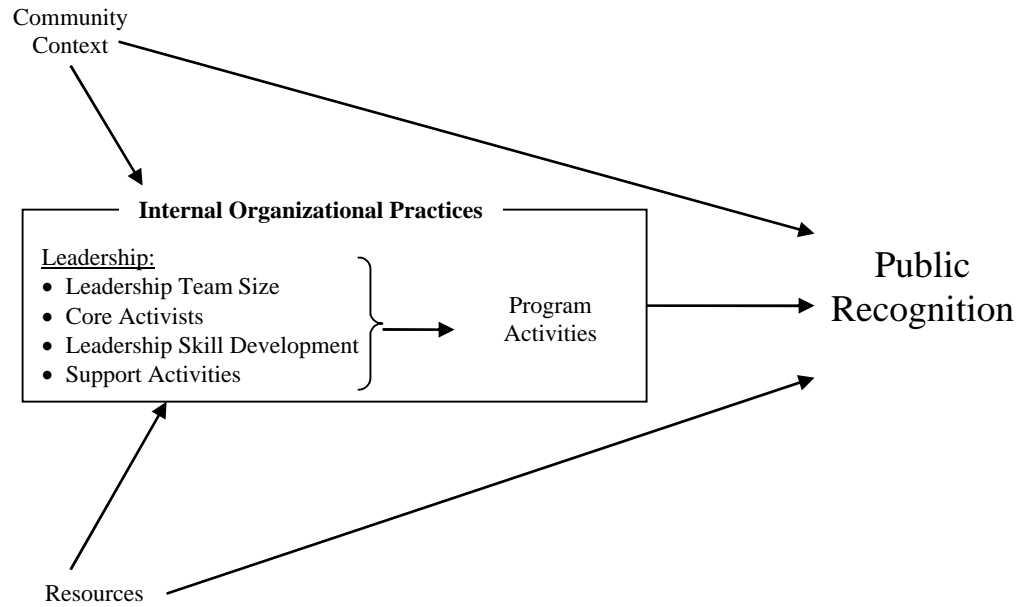 Community
Context
Internal Organizational Practices
Leadership:
• Leadership Team Size
• Core Activists
• Leadership Skill Development
• Support Activities
Program
Activities
Public
Recognition
Resources